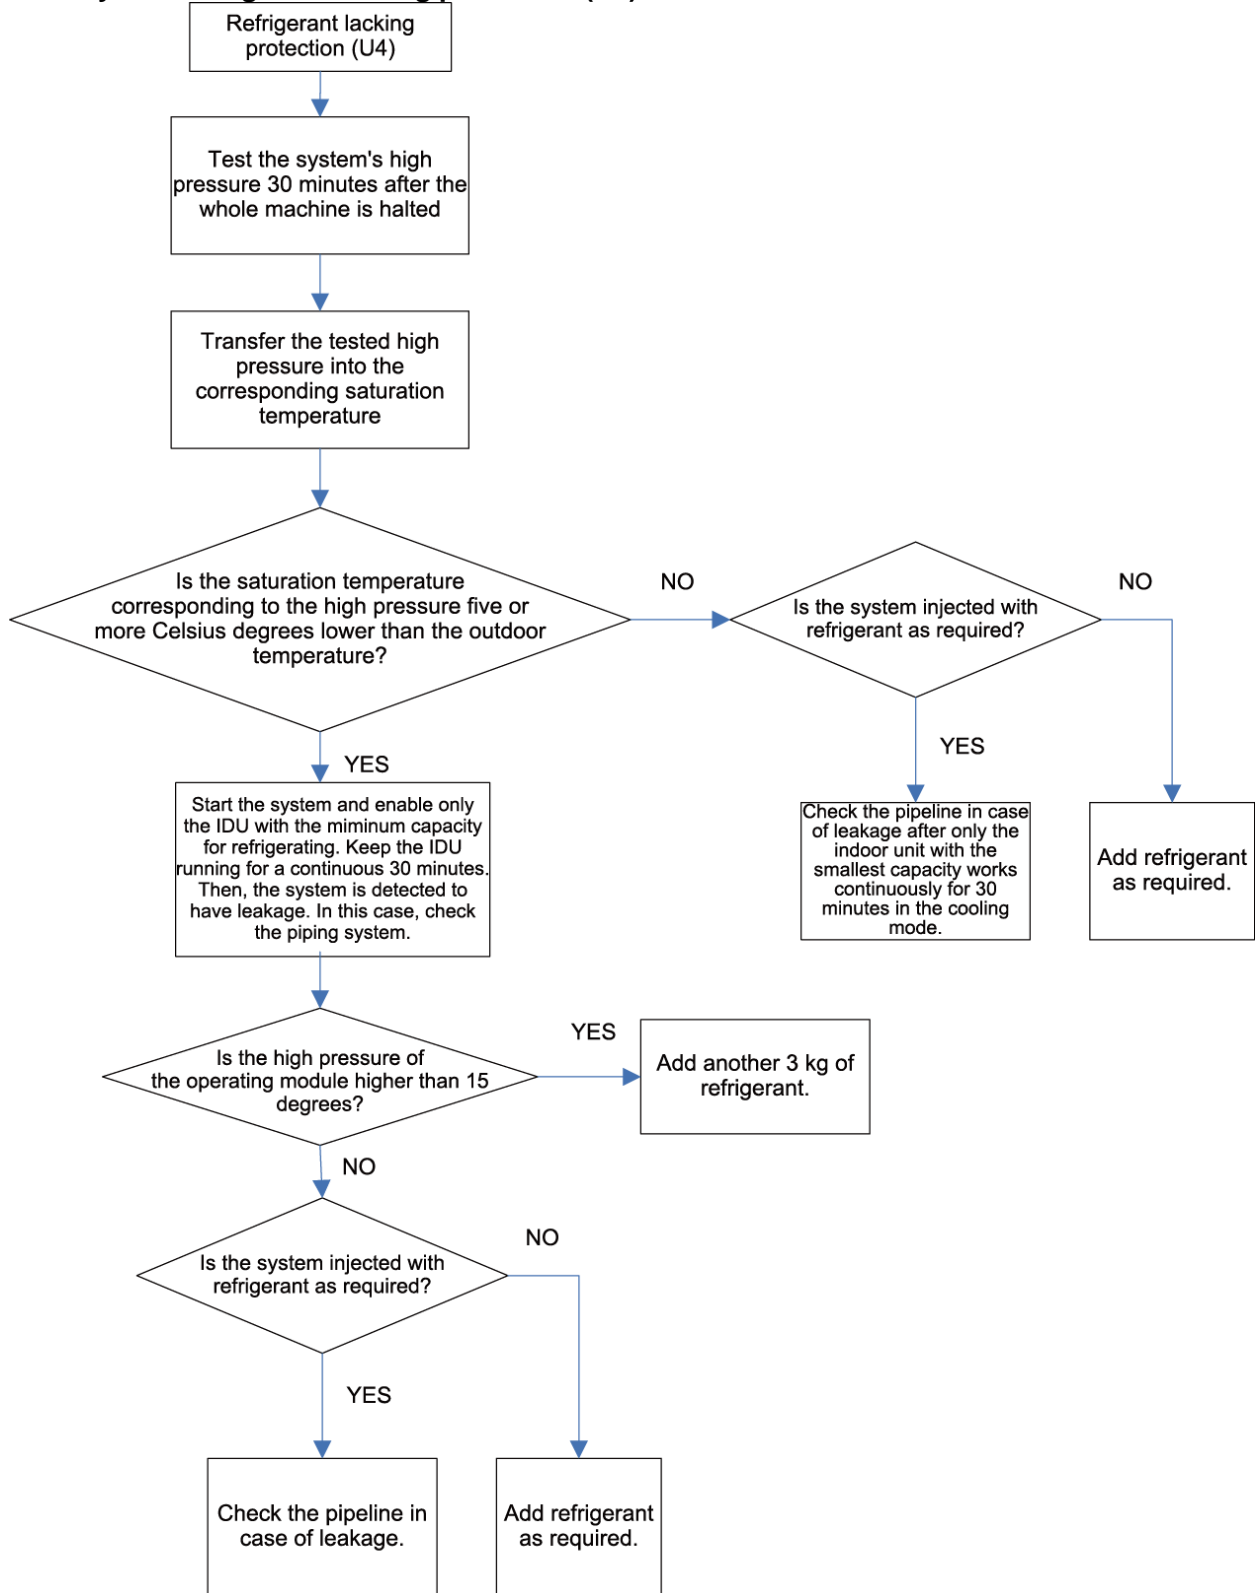 Refrigerant lacking
protection (U4)
Test the system's high
pressure 30 minutes after the
whole machine is halted
Transfer the tested high
pressure into the
corresponding saturation
temperature
Is the saturation temperature
corresponding to the high pressure five or
more Celsius degrees lower than the outdoor
temperature?
NO
Is the system injected with
refrigerant as required?
NO
YES
YES
Start the system and enable only
the IDU with the miminum capacity
for refrigerating. Keep the IDU
running for a continuous 30 minutes.
Then, the system is detected to
have leakage. In this case, check
the piping system.
Check the pipeline in case
of leakage after only the
indoor unit with the
smallest capacity works
continuously for 30
minutes in the cooling
mode.
Add refrigerant
as required.
Is the high pressure of
the operating module higher than 15
degrees?
YES
Add another 3 kg of
refrigerant.
NO
Is the system injected with
refrigerant as required?
NO
YES
Check the pipeline in
case of leakage.
Add refrigerant
as required.